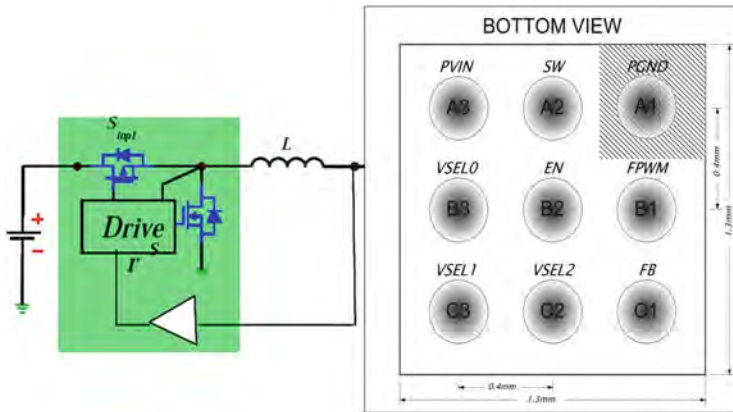 S
top1
L
+
-
Drive
r
s
BOTTOM VIEW
PVIN SW PGND
A3 A2 A1
0.4mm
VSEL0 EN FPWM
B3 B2 B1
1.3mm
VSEL1 VSEL2 FB
C3 C2 C1
0.4mm
1.3mm